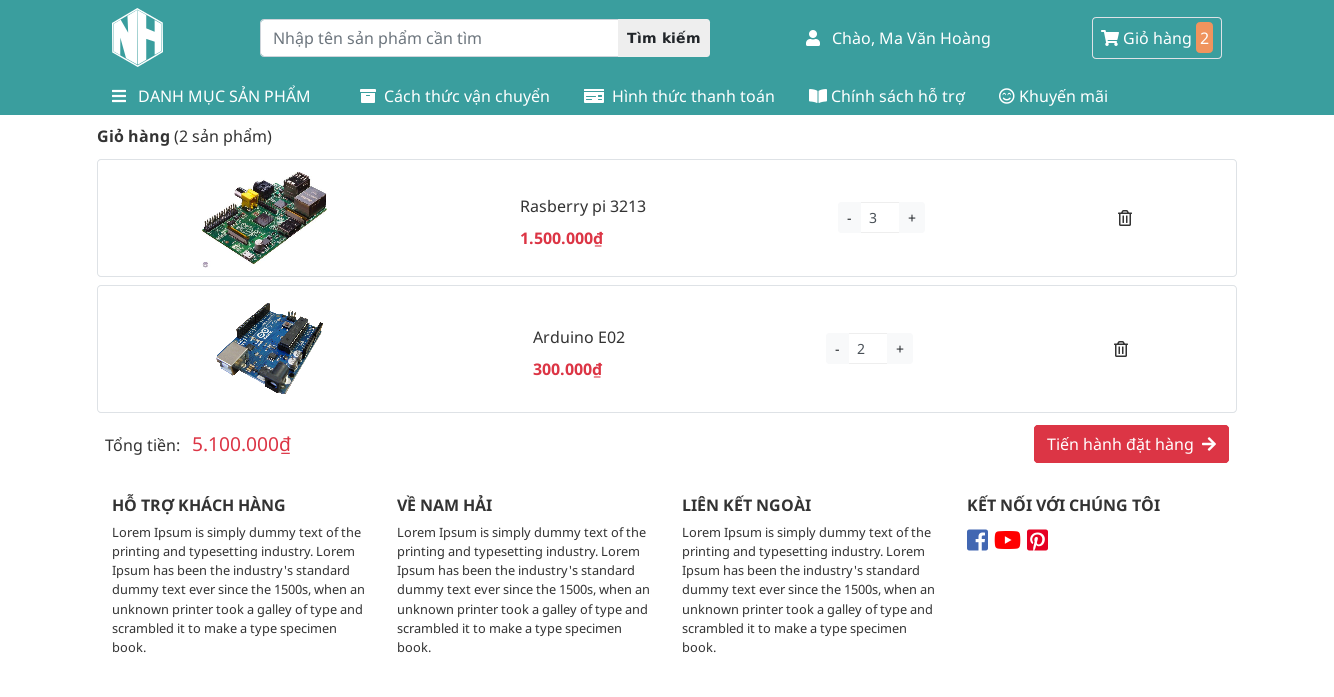 NH
Nhập tên sản phẩm cần tìm Tìm kiếm Chào, Ma Văn Hoàng Giỏ hàng 2
DANH MỤC SẢN PHẨM Cách thức vận chuyển Hình thức thanh toán Chính sách hỗ trợ Khuyến mãi
Giỏ hàng (2 sản phẩm)
Rasberry pi 3213
1.500.000₫
- 3 +
Arduino E02
300.000₫
- 2 +
Tổng tiền: 5.100.000₫
Tiến hành đặt hàng
HỖ TRỢ KHÁCH HÀNG
Lorem Ipsum is simply dummy text of the
printing and typesetting industry. Lorem
Ipsum has been the industry's standard
dummy text ever since the 1500s, when an
unknown printer took a galley of type and
scrambled it to make a type specimen
book.
VỀ NAM HẢI
Lorem Ipsum is simply dummy text of the
printing and typesetting industry. Lorem
Ipsum has been the industry's standard
dummy text ever since the 1500s, when an
unknown printer took a galley of type and
scrambled it to make a type specimen
book.
LIÊN KẾT NGOÀI
Lorem Ipsum is simply dummy text of the
printing and typesetting industry. Lorem
Ipsum has been the industry's standard
dummy text ever since the 1500s, when an
unknown printer took a galley of type and
scrambled it to make a type specimen
book.
KẾT NỐI VỚI CHÚNG TÔI